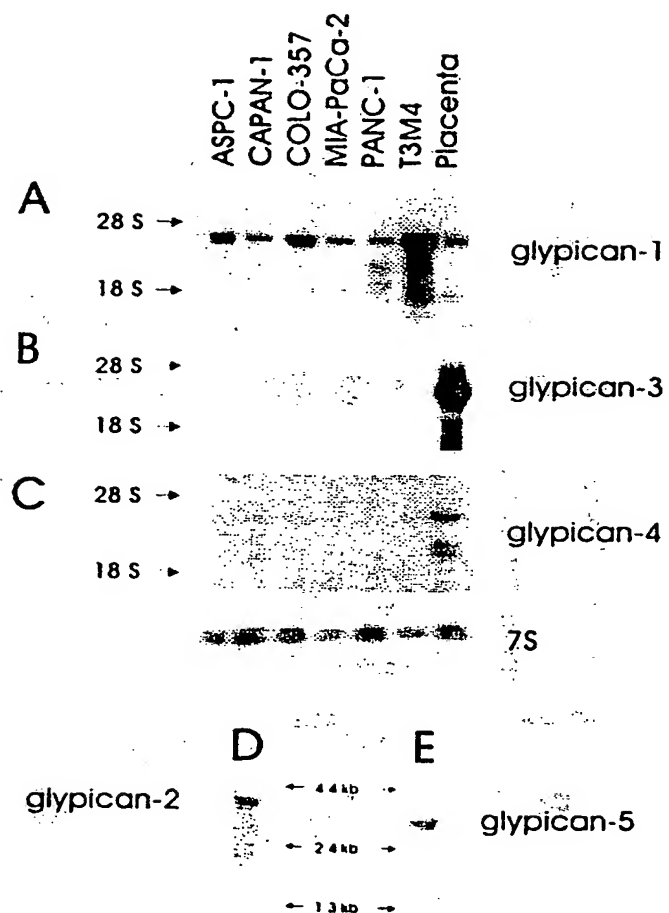 ASPC-1
CAPAN-1
COLO-357
MIA-PaCa-2
PANC-1
T3M4
Placenta
A
28 S →
18 S →
glypican-1
B
28 S →
18 S →
glypican-3
C
28 S →
18 S →
glypican-4
7S
D
E
glypican-2
← 4.4 kb →
← 2.4 kb →
← 1.3 kb →
glypican-5